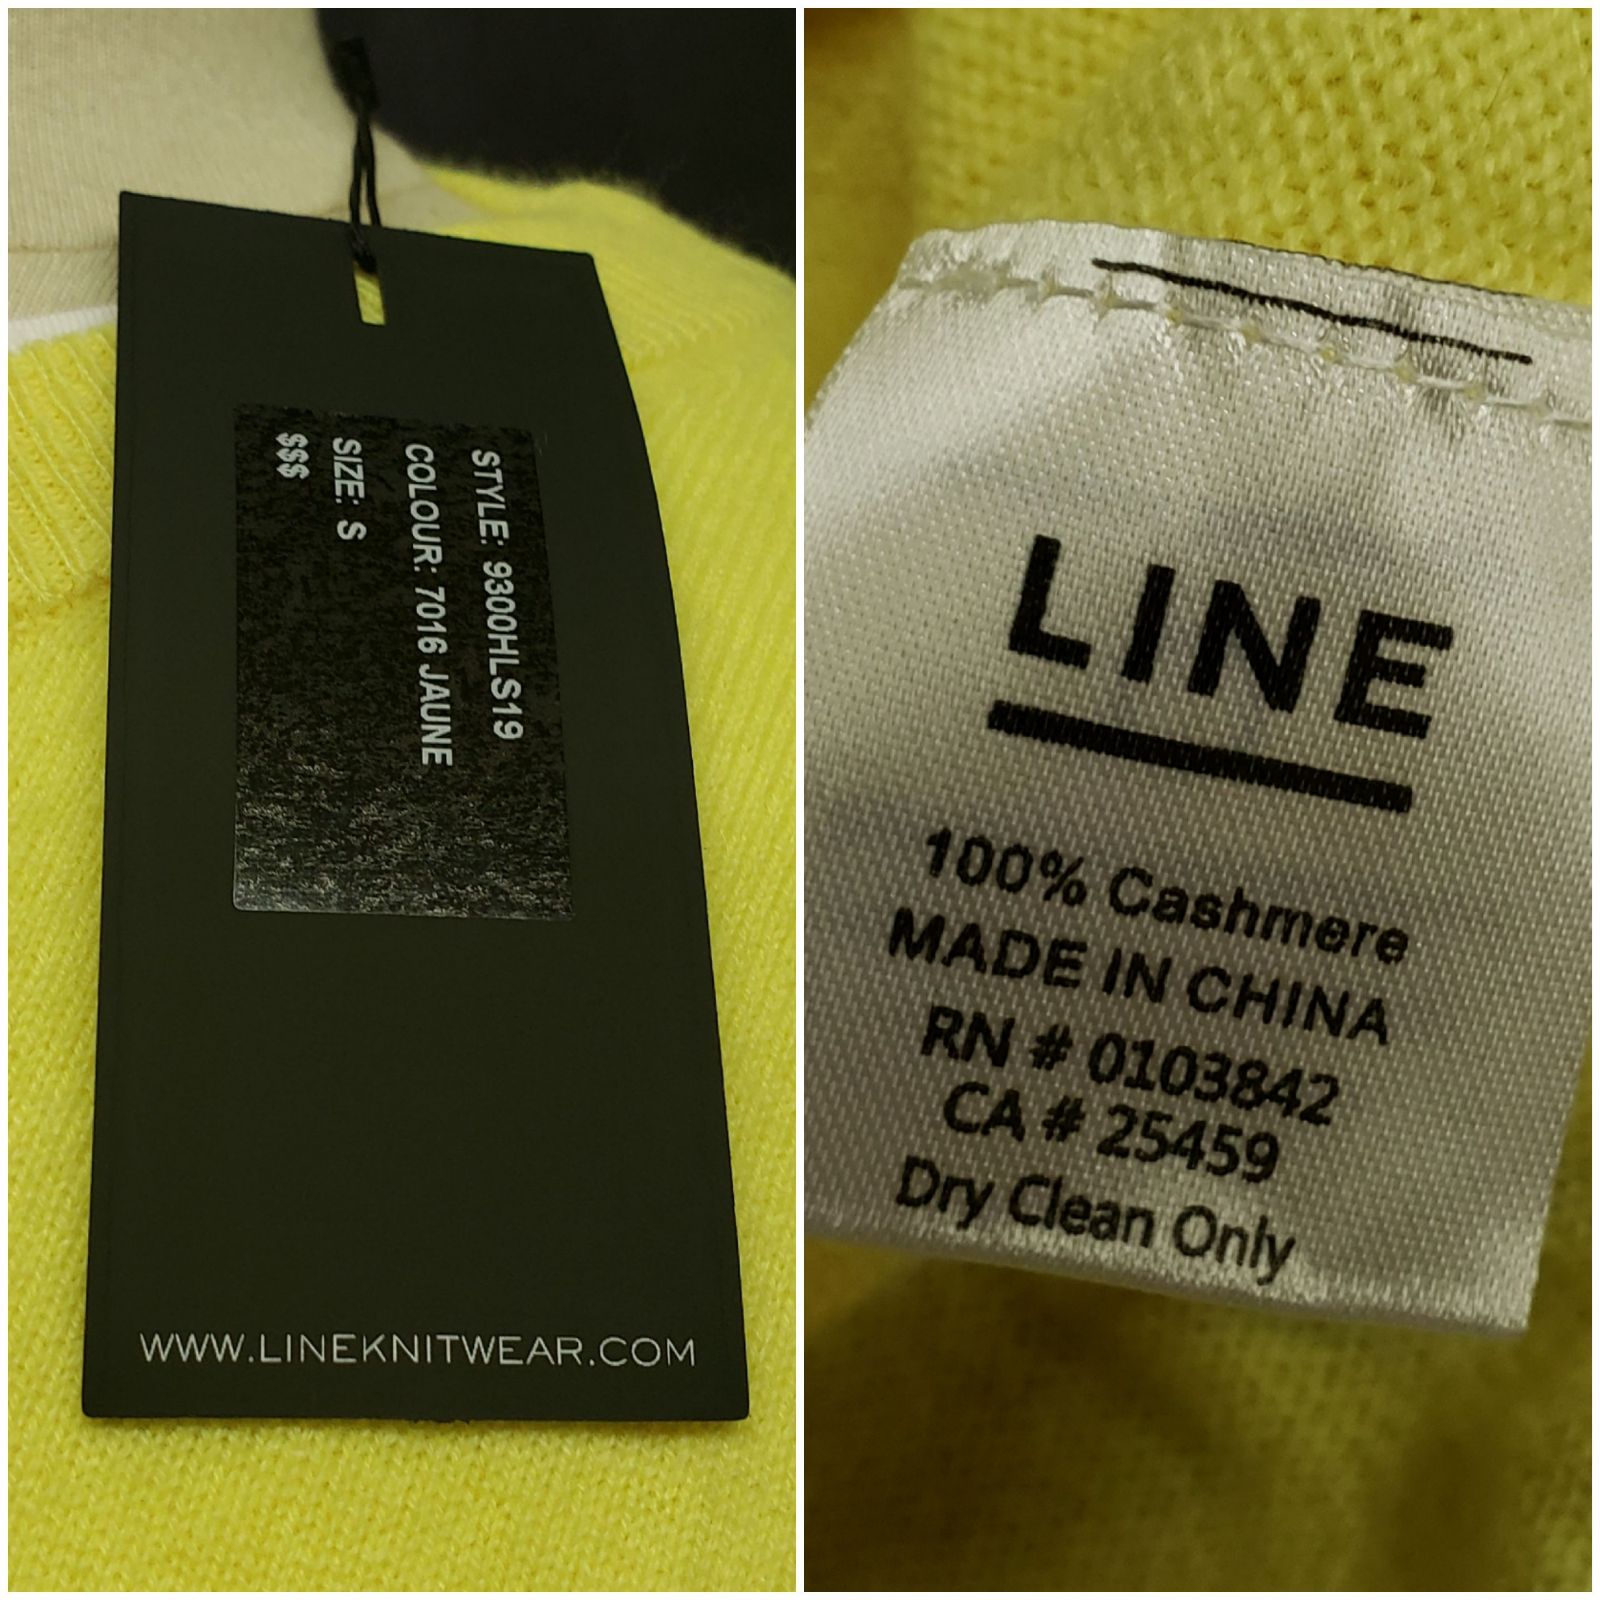 STYLE: 9300HLS19
COLOUR: 7016 JAUNE
SIZE: S
$$$
WWW.LINEKNITWEAR.COM
LINE
100% Cashmere
MADE IN CHINA
RN # 0103842
CA # 25459
Dry Clean Only